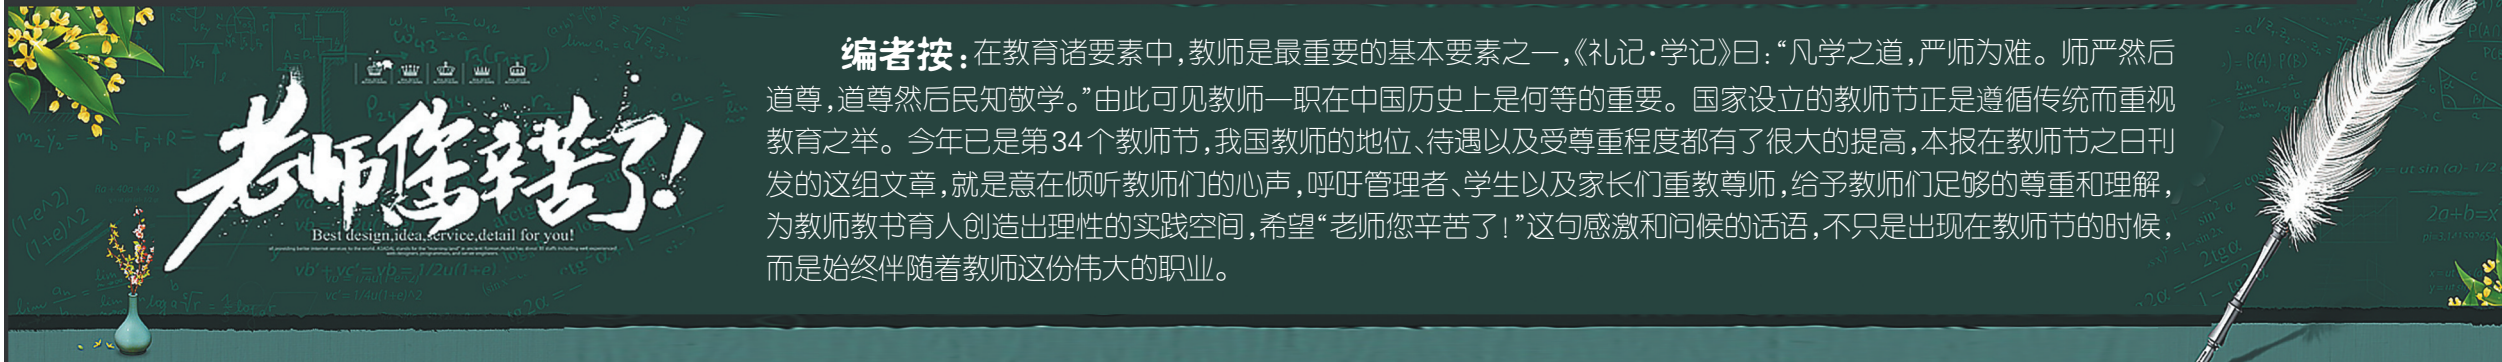 老师您辛苦了!
Best design,idea,service,detail for you!
编者按:在教育诸要素中,教师是最重要的基本要素之一,《礼记·学记》曰:“凡学之道,严师为难。师严然后
道尊,道尊然后民知敬学。”由此可见教师一职在中国历史上是何等的重要。国家设立的教师节正是遵循传统而重视
教育之举。今年已是第34个教师节,我国教师的地位、待遇以及受尊重程度都有了很大的提高,本报在教师节之日刊
发的这组文章,就是意在倾听教师们的心声,呼吁管理者、学生以及家长们重教尊师,给予教师们足够的尊重和理解,
为教师教书育人创造出理性的实践空间,希望“老师您辛苦了!”这句感激和问候的话语,不只是出现在教师节的时候,
而是始终伴随着教师这份伟大的职业。